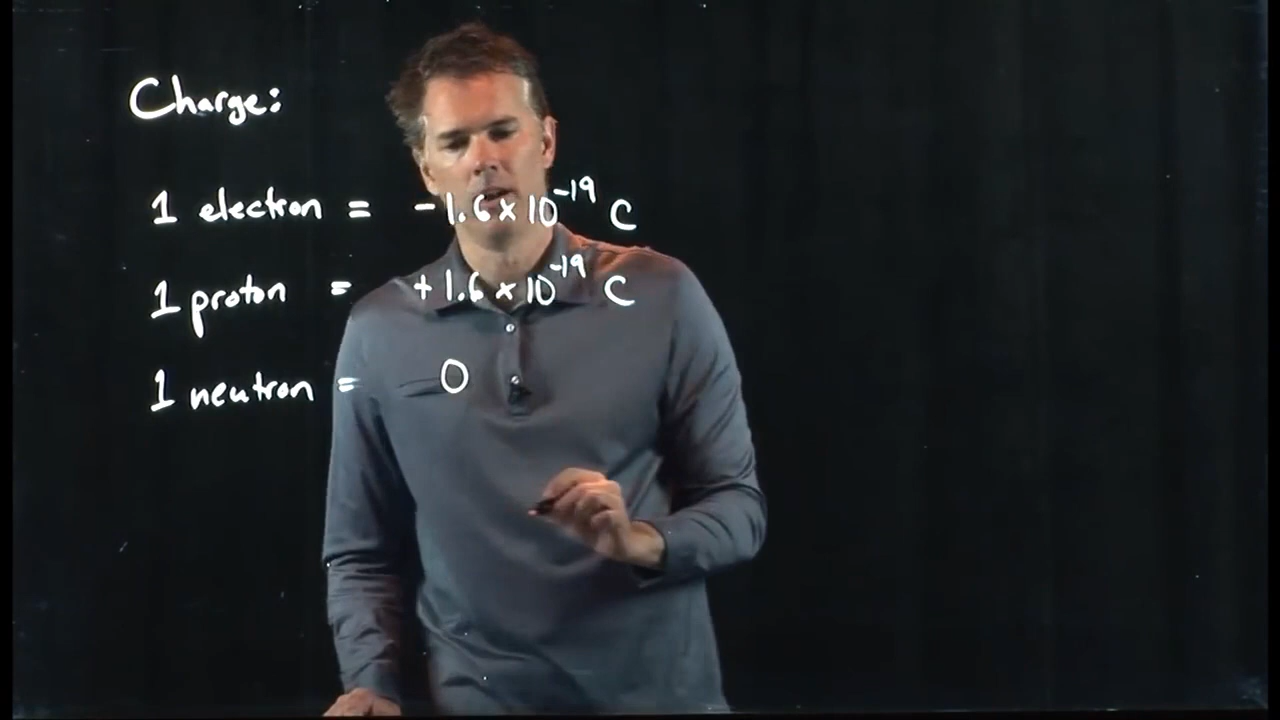 Charge:
1 electron = -1.6 × 10⁻¹⁹ C
1 proton = +1.6 × 10⁻¹⁹ C
1 neutron = 0